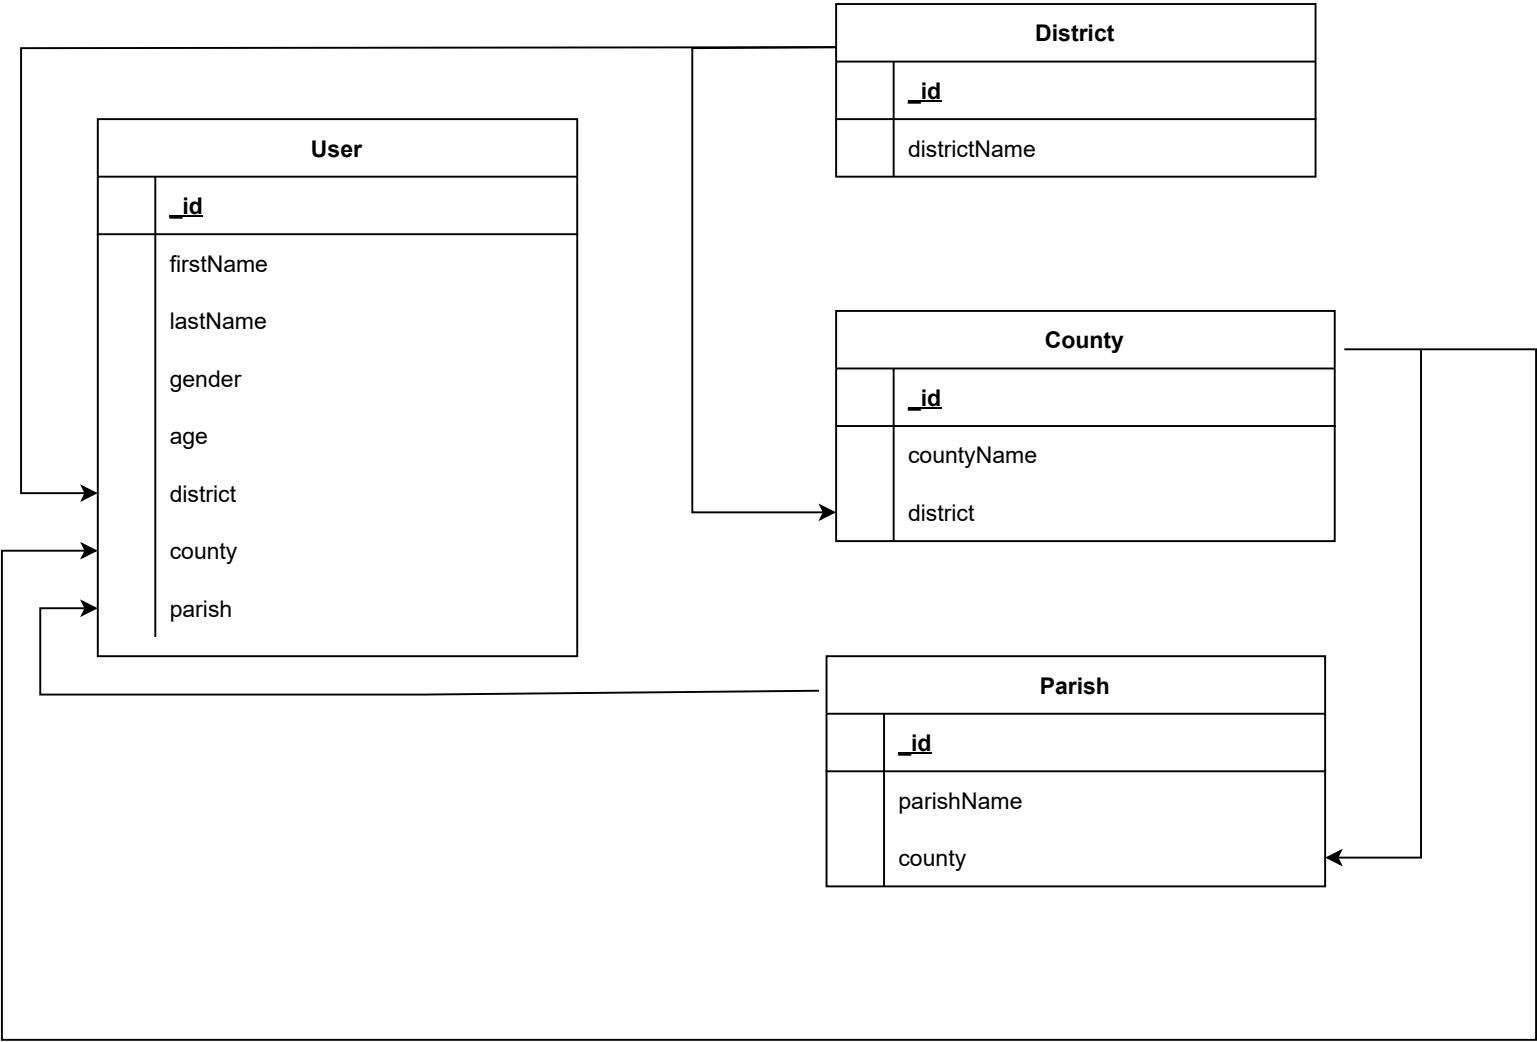 District
_id
districtName
User
_id
firstName
lastName
gender
age
district
county
parish
County
_id
countyName
district
Parish
_id
parishName
county